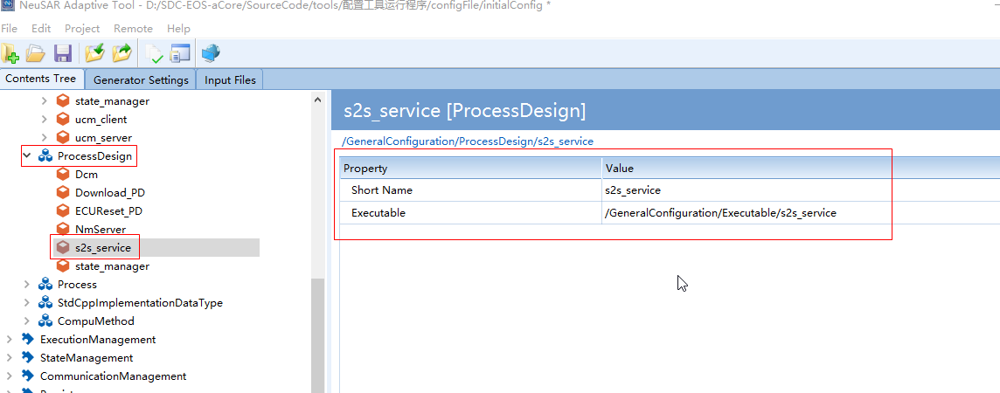 NeuSAR Adaptive Tool - D:/SDC-EOS-aCore/SourceCode/tools/配置工具运行程序/configFile/initialConfig *
File Edit Project Remote Help
Contents Tree Generator Settings Input Files
state_manager
ucm_client
ucm_server
ProcessDesign
Dcm
Download_PD
ECUReset_PD
NmServer
s2s_service
state_manager
Process
StdCppImplementationDataType
CompuMethod
ExecutionManagement
StateManagement
CommunicationManagement
s2s_service [ProcessDesign]
/GeneralConfiguration/ProcessDesign/s2s_service
Property Value
Short Name s2s_service
Executable /GeneralConfiguration/Executable/s2s_service